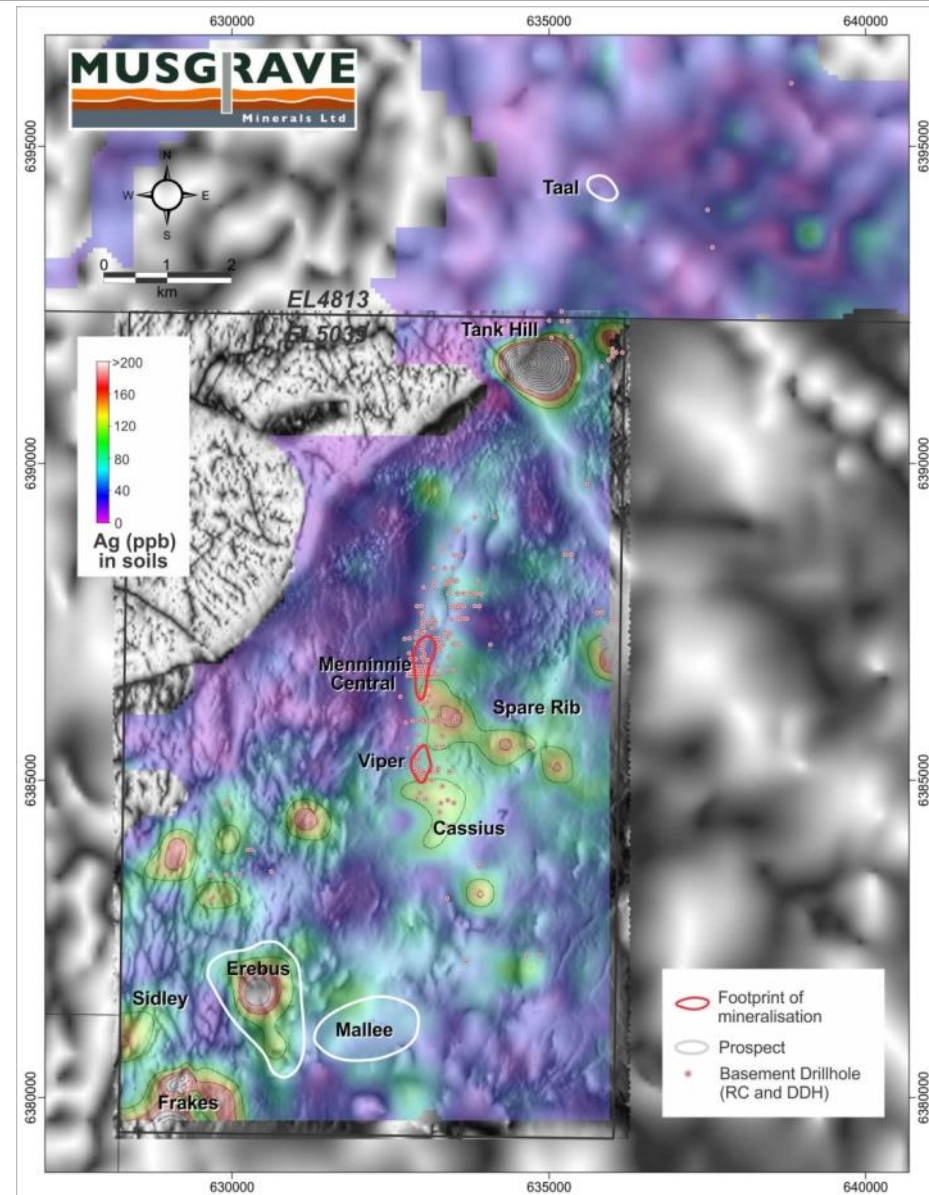 630000
635000
640000
MUSGRAVE
Minerals Ltd
6395000
6395000
N
W
E
S
Taal
0 1 2
km
EL4813
EL5039
Tank Hill
>200
160
120
80
40
0
Ag (ppb)
in soils
6390000
6390000
Menninnie
Central
Spare Rib
Viper
6385000
6385000
Cassius
Erebus
Sidley
Mallee
Frakes
Footprint of
mineralisation
Prospect
Basement Drillhole
(RC and DDH)
6380000
6380000
630000
635000
640000